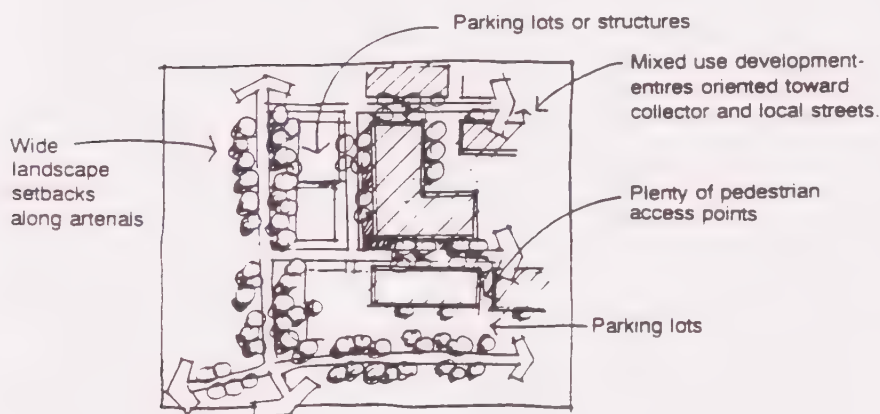 Parking lots or structures
Mixed use development-
entires oriented toward
collector and local streets.
Wide
landscape
setbacks
along arterials
Plenty of pedestrian
access points
Parking lots